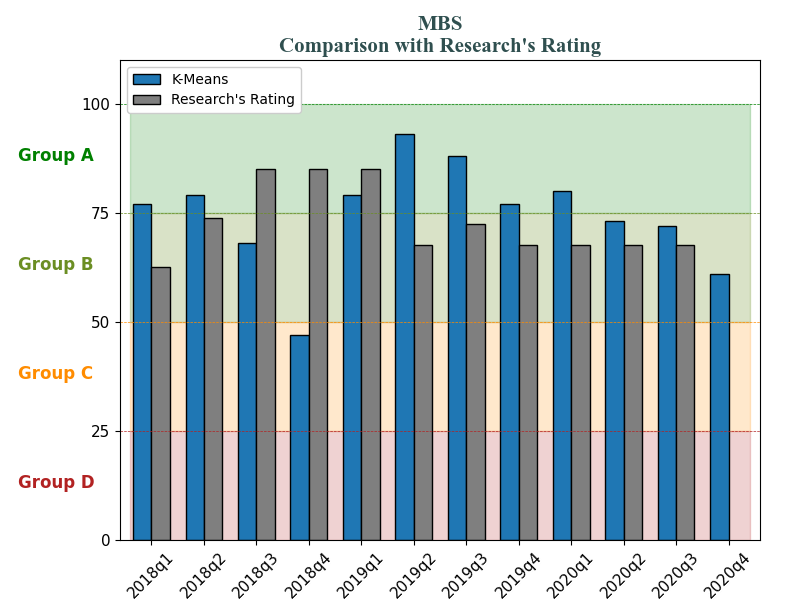 MBS
Comparison with Research's Rating
K-Means
Research's Rating
100
Group A
75
Group B
50
Group C
25
Group D
0
2018q1
2018q2
2018q3
2018q4
2019q1
2019q2
2019q3
2019q4
2020q1
2020q2
2020q3
2020q4